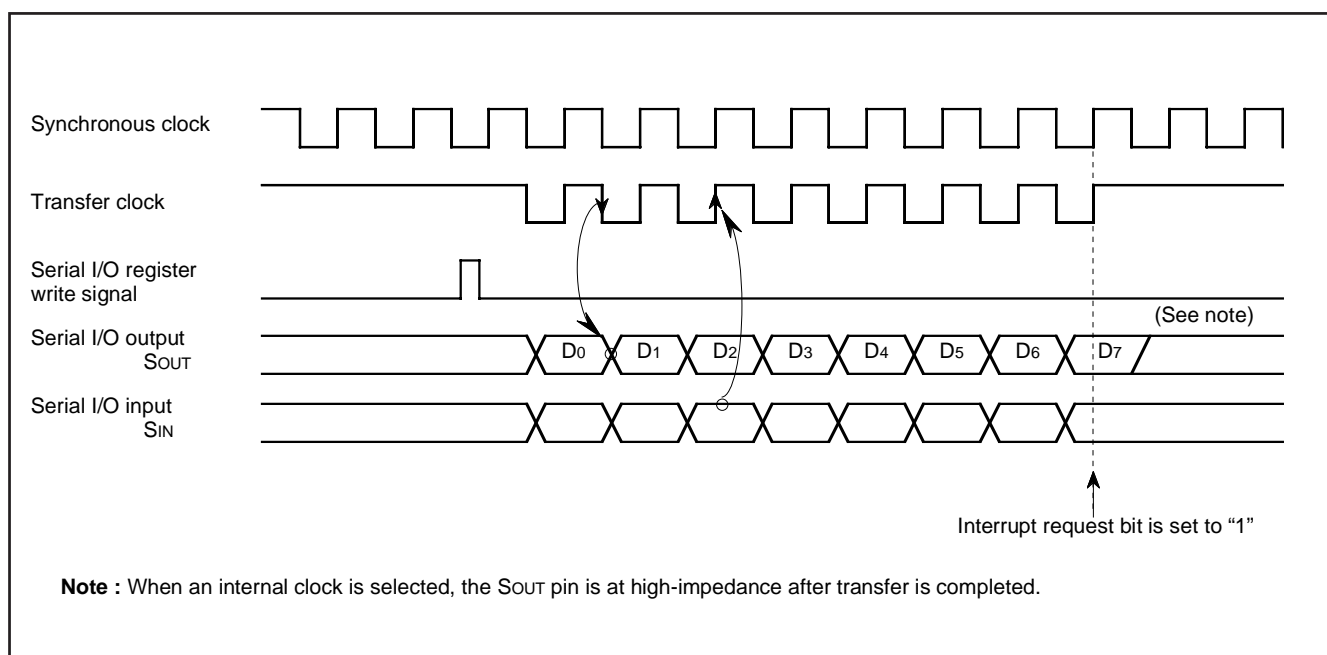 Synchronous clock
Transfer clock
Serial I/O register
write signal
(See note)
Serial I/O output
SOUT
D0 D1 D2 D3 D4 D5 D6 D7
Serial I/O input
SIN
Interrupt request bit is set to “1”
Note : When an internal clock is selected, the SOUT pin is at high-impedance after transfer is completed.